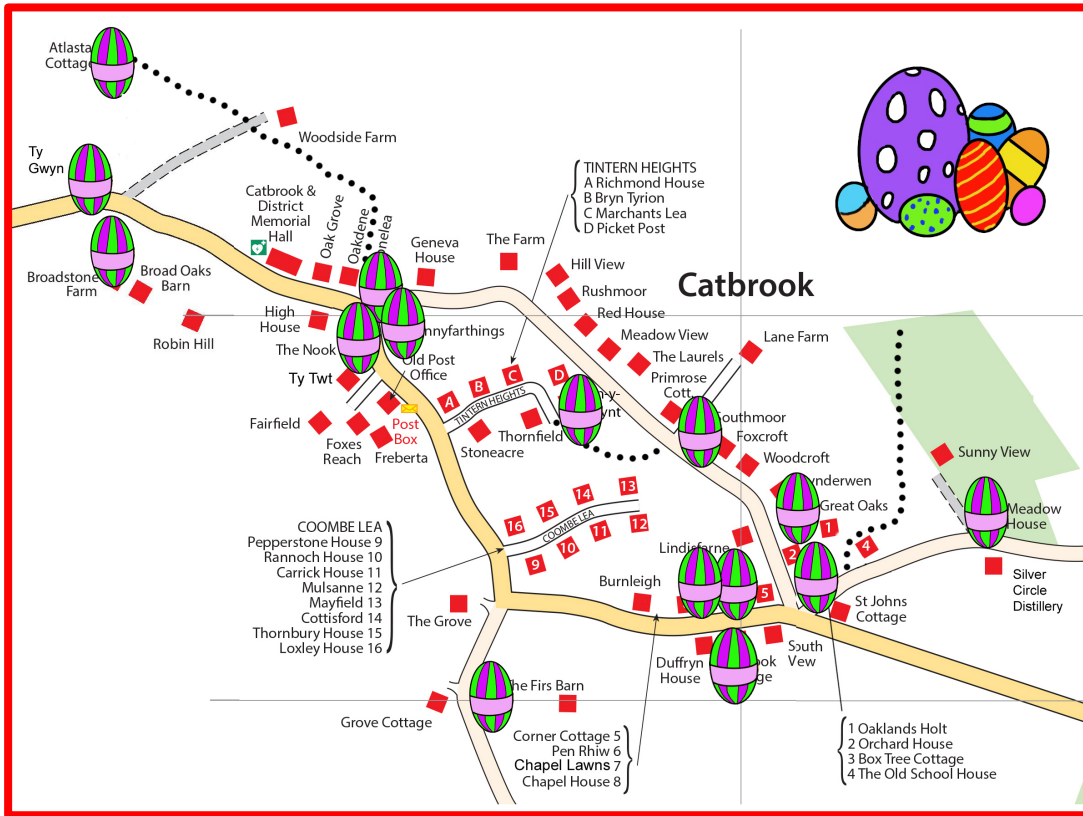 Ty
Gwyn
Woodside Farm
Catbrook &
District
Memorial
Hall
Oak Grove
Oakdene
Geneva
House
The Farm
TINTERN HEIGHTS
A Richmond House
B Bryn Tyrion
C Marchants Lea
D Picket Post
Hill View
Rushmoor
Red House
Meadow View
The Laurels
Primrose
Lane Farm
Catbrook
Broadstone
Farm
Broad Oaks
Barn
Robin Hill
High
House
The Nook
Ty Twt
Old Post
Office
Post
Box
Fairfield
Foxes
Reach
Freberta
A
B
C
D
TINTERN HEIGHTS
Stoneacre
Thornfield
Foxcroft
Woodcroft
Great Oaks
Sunny View
Meadow
House
Silver
Circle
Distillery
COOMBE LEA
Pepperstone House 9
Rannoch House 10
Carrick House 11
Mulsanne 12
Mayfield 13
Cottisford 14
Thornbury House 15
Loxley House 16
16
15
14
13
COOMBE LEA
9
10
11
12
1
2
4
5
Burnleigh
The Grove
Duffryn
House
South
Vew
St Johns
Cottage
Grove Cottage
Firs Barn
Corner Cottage 5
Pen Rhiw 6
Chapel Lawns 7
Chapel House 8
1 Oaklands Holt
2 Orchard House
3 Box Tree Cottage
4 The Old School House